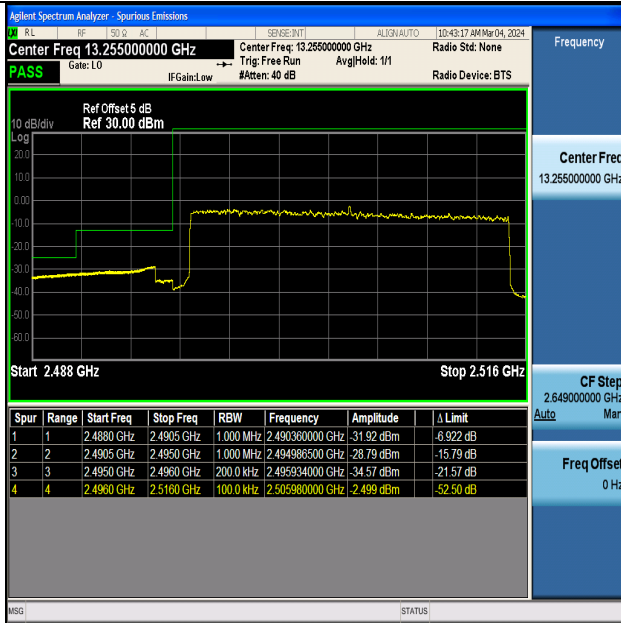 Agilent Spectrum Analyzer - Spurious Emissions
RL RF 50 Ω AC SENSE:INT ALIGN AUTO 10:43:17 AM Mar 04, 2024
Center Freq 13.255000000 GHz Center Freq: 13.255000000 GHz Radio Std: None
PASS Gate: LO Trig: Free Run Avg|Hold: 1/1
IFGain:Low #Atten: 40 dB Radio Device: BTS
Ref Offset 5 dB
10 dB/div Ref 30.00 dBm
Log
20.0
10.0
0.00
-10.0
-20.0
-30.0
-40.0
-50.0
-60.0
Start 2.488 GHz Stop 2.516 GHz
Spur Range Start Freq Stop Freq RBW Frequency Amplitude Δ Limit
1 1 2.4880 GHz 2.4905 GHz 1.000 MHz 2.490360000 GHz -31.92 dBm -6.922 dB
2 2 2.4905 GHz 2.4950 GHz 1.000 MHz 2.494986500 GHz -28.79 dBm -15.79 dB
3 3 2.4950 GHz 2.4960 GHz 200.0 kHz 2.495934000 GHz -34.57 dBm -21.57 dB
4 4 2.4960 GHz 2.5160 GHz 100.0 kHz 2.505980000 GHz -2.499 dBm -52.50 dB
MSG STATUS
Frequency
Center Freq
13.255000000 GHz
CF Step
2.649000000 GHz
Auto Man
Freq Offset
0 Hz